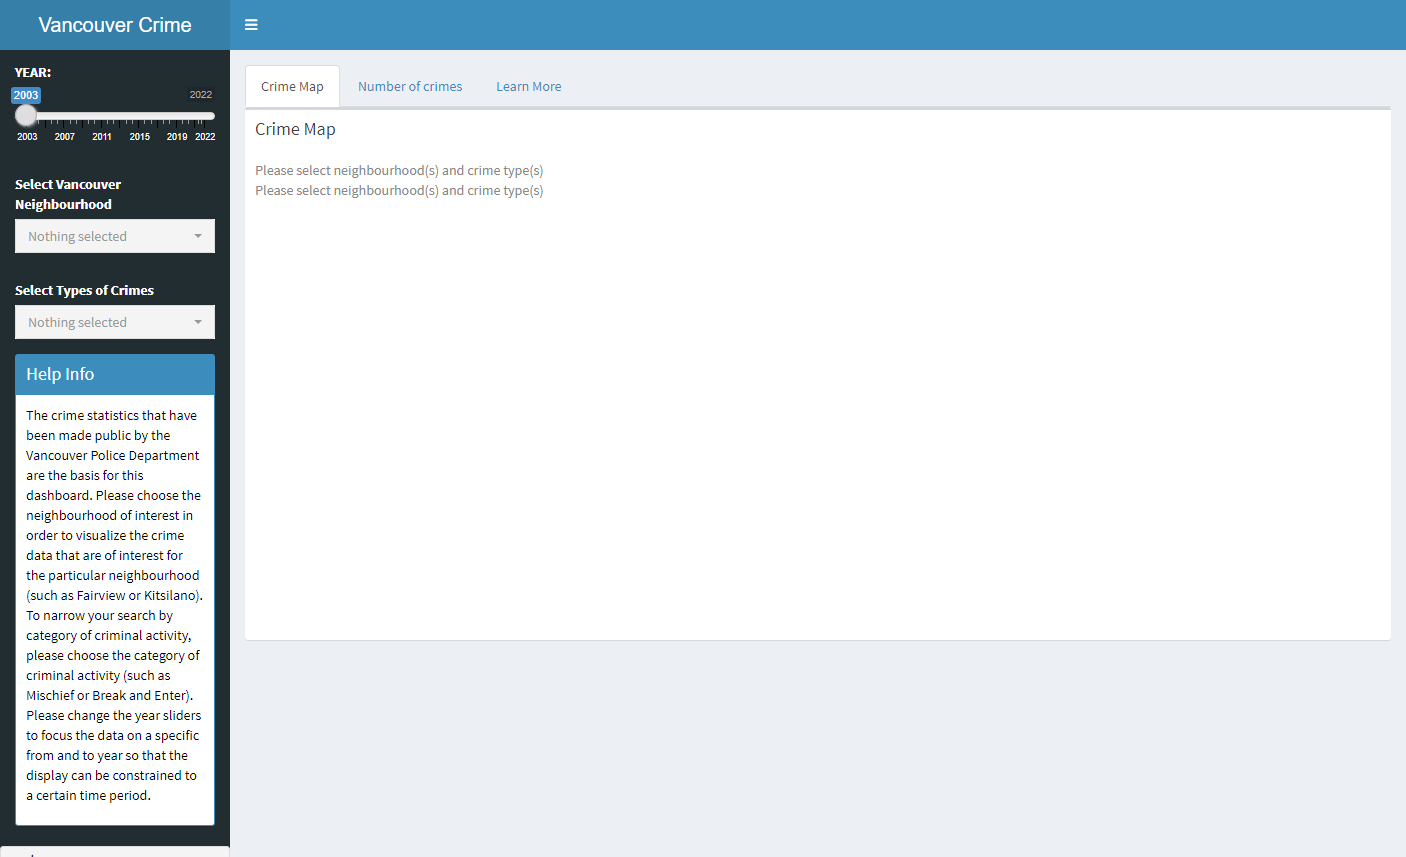 Vancouver Crime
YEAR:
2003
2022
2003 2007 2011 2015 2019 2022
Select Vancouver
Neighbourhood
Nothing selected
Select Types of Crimes
Nothing selected
Help Info
The crime statistics that have
been made public by the
Vancouver Police Department
are the basis for this
dashboard. Please choose the
neighbourhood of interest in
order to visualize the crime
data that are of interest for
the particular neighbourhood
(such as Fairview or Kitsilano).
To narrow your search by
category of criminal activity,
please choose the category of
criminal activity (such as
Mischief or Break and Enter).
Please change the year sliders
to focus the data on a specific
from and to year so that the
display can be constrained to
a certain time period.
Crime Map Number of crimes Learn More
Crime Map
Please select neighbourhood(s) and crime type(s)
Please select neighbourhood(s) and crime type(s)